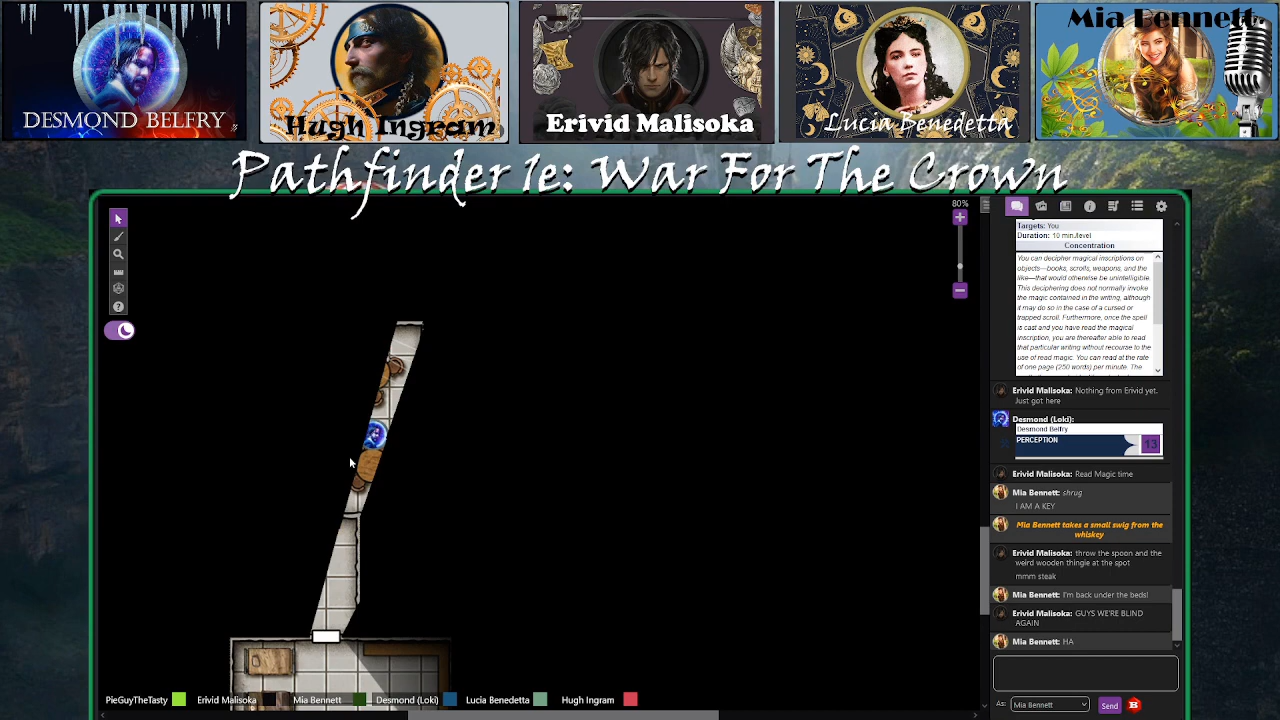 Mia Bennett
DESMOND BELFRY
Hugh Ingram
Erivid Malisoka
Lucia Benedetta
Pathfinder 1e: War For The Crown
80%
Targets: You
Duration: 10 min./level
Concentration
You can decipher magical inscriptions on
objects—books, scrolls, weapons, and the
like—that would otherwise be unintelligible.
This deciphering does not normally invoke
the magic contained in the writing, although
it may do so in the case of a cursed or
trapped scroll. Furthermore, once the spell
is cast and you have read the magical
inscription, you are thereafter able to read
that particular writing without recourse to the
use of read magic. You can read at the rate
of one page (250 words) per minute. The
Erivid Malisoka: Nothing from Erivid yet.
Just got here
Desmond (Loki):
Desmond Belfry
PERCEPTION
13
Erivid Malisoka: Read Magic time
Mia Bennett: shrug
I AM A KEY
Mia Bennett takes a small swig from the
whiskey
Erivid Malisoka: throw the spoon and the
weird wooden thingie at the spot
mmm steak
Mia Bennett: I'm back under the beds!
Erivid Malisoka: GUYS WE'RE BLIND
AGAIN
Mia Bennett: HA
PieGuyTheTasty
Erivid Malisoka
Mia Bennett
Desmond (Loki)
Lucia Benedetta
Hugh Ingram
As:
Mia Bennett
Send
B